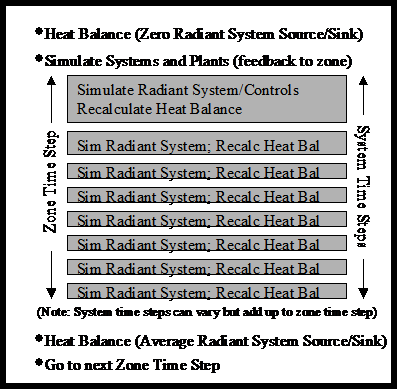 *Heat Balance (Zero Radiant System Source/Sink)
*Simulate Systems and Plants (feedback to zone)
Simulate Radiant System/Controls
Recalculate Heat Balance
Sim Radiant System; Recalc Heat Bal
Sim Radiant System; Recalc Heat Bal
Sim Radiant System; Recalc Heat Bal
Sim Radiant System; Recalc Heat Bal
Sim Radiant System; Recalc Heat Bal
Sim Radiant System; Recalc Heat Bal
Sim Radiant System; Recalc Heat Bal
Zone Time Step
System Time Steps
(Note: System time steps can vary but add up to zone time step)
*Heat Balance (Average Radiant System Source/Sink)
*Go to next Zone Time Step